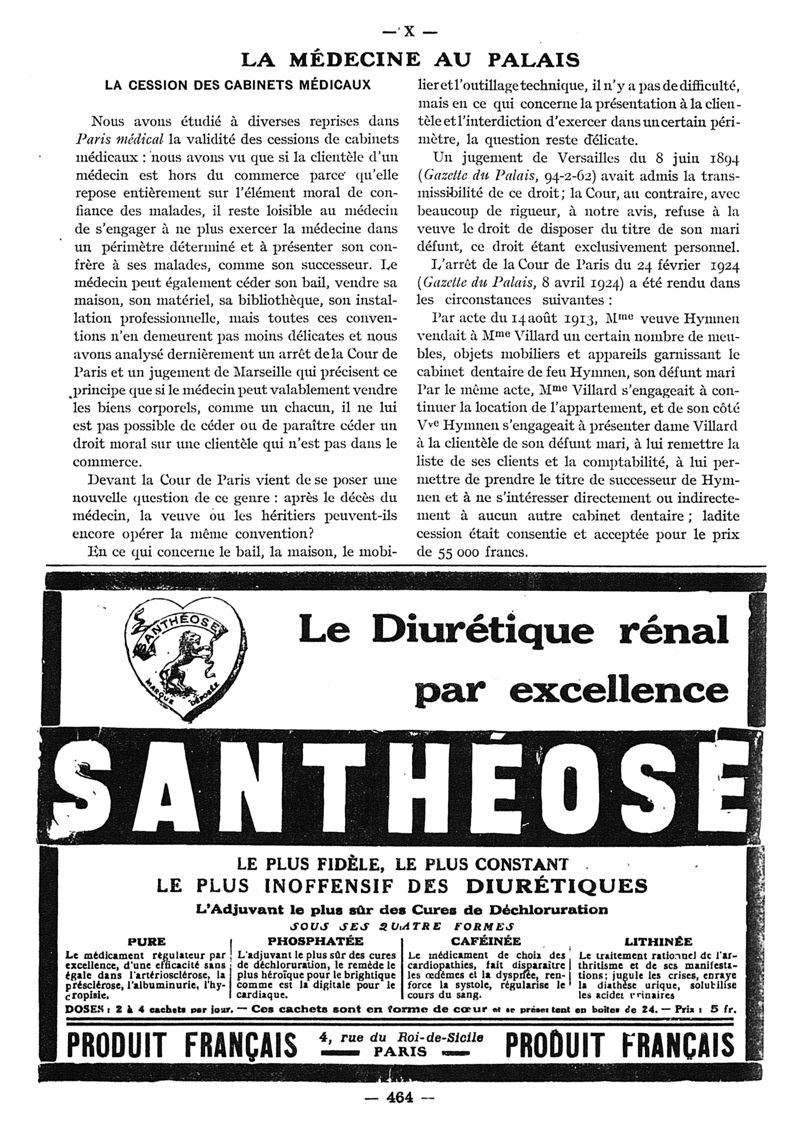 — X —
LA MÉDECINE AU PALAIS
LA CESSION DES CABINETS MÉDICAUX
Nous avons étudié à diverses reprises dans
Paris médical la validité des cessions de cabinets
médicaux : nous avons vu que si la clientèle d'un
médecin est hors du commerce parce qu'elle
repose entièrement sur l'élément moral de con-
fiance des malades, il reste loisible au médecin
de s'engager à ne plus exercer la médecine dans
un périmètre déterminé et à présenter son con-
frère à ses malades, comme son successeur. Le
médecin peut également céder son bail, vendre sa
maison, son matériel, sa bibliothèque, son instal-
lation professionnelle, mais toutes ces conven-
tions n'en demeurent pas moins délicates et nous
avons analysé dernièrement un arrêt de la Cour de
Paris et un jugement de Marseille qui précisent ce
principe que si le médecin peut valablement vendre
les biens corporels, comme un chacun, il ne lui
est pas possible de céder ou de paraître céder un
droit moral sur une clientèle qui n'est pas dans le
commerce.
Devant la Cour de Paris vient de se poser une
nouvelle question de ce genre : après le décès du
médecin, la veuve ou les héritiers peuvent-ils
encore opérer la même convention?
En ce qui concerne le bail, la maison, le mobi-
lier et l'outillage technique, il n'y a pas de difficulté,
mais en ce qui concerne la présentation à la clien-
tèle et l'interdiction d'exercer dans un certain péri-
mètre, la question reste délicate.
Un jugement de Versailles du 8 juin 1894
(Gazette du Palais, 94-2-62) avait admis la trans-
missibilité de ce droit; la Cour, au contraire, avec
beaucoup de rigueur, à notre avis, refuse à la
veuve le droit de disposer du titre de son mari
défunt, ce droit étant exclusivement personnel.
L'arrêt de la Cour de Paris du 24 février 1924
(Gazette du Palais, 8 avril 1924) a été rendu dans
les circonstances suivantes :
Par acte du 14 août 1913, Mme veuve Hymnen
vendait à Mme Villard un certain nombre de meu-
bles, objets mobiliers et appareils garnissant le
cabinet dentaire de feu Hymnen, son défunt mari
Par le même acte, Mme Villard s'engageait à con-
tinuer la location de l'appartement, et de son côté
Vve Hymnen s'engageait à présenter dame Villard
à la clientèle de son défunt mari, à lui remettre la
liste de ses clients et la comptabilité, à lui per-
mettre de prendre le titre de successeur de Hym-
nen et à ne s'intéresser directement ou indirecte-
ment à aucun autre cabinet dentaire; ladite
cession était consentie et acceptée pour le prix
de 55 000 francs.
SANTHÉOSE
MARQUE DÉPOSÉE
Le Diurétique rénal
par excellence
SANTHÉOSE
LE PLUS FIDÈLE, LE PLUS CONSTANT
LE PLUS INOFFENSIF DES DIURÉTIQUES
L'Adjuvant le plus sûr des Cures de Déchloruration
SOUS SES QUATRE FORMES
PURE
Le médicament régulateur par
excellence, d'une efficacité sans
égale dans l'artériosclérose, la
présclérose, l'albuminurie, l'hy-
cropisie.
PHOSPHATÉE
L'adjuvant le plus sûr des cures
de déchloruration, le remède le
plus héroïque pour le brightique
comme est la digitale pour le
cardiaque.
CAFÉINÉE
Le médicament de choix des
cardiopathies, fait disparaître
les œdèmes et la dyspnée, ren-
force la systole, régularise le
cours du sang.
LITHINÉE
Le traitement rationnel de l'ar-
thritisme et de ses manifesta-
tions; jugule les crises, enraye
la diathèse urique, solubilise
les acides urinaires
DOSES : 2 à 4 cachets par jour. — Ces cachets sont en forme de cœur et se présentent en boîtes de 24. — Prix : 5 fr.
PRODUIT FRANÇAIS
4, rue du Roi-de-Sicile
PARIS
PRODUIT FRANÇAIS
— 464 —